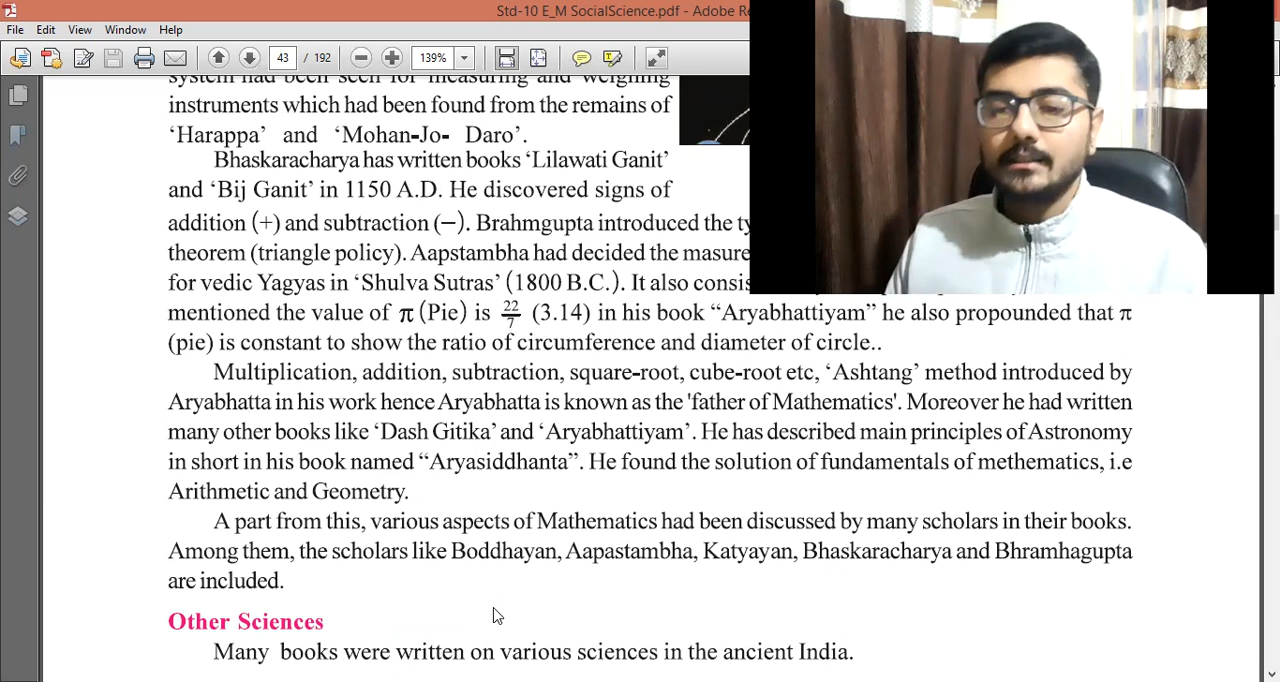 Std-10 E_M SocialScience.pdf - Adobe Re
File Edit View Window Help
43 / 192 139%
system had been seen for measuring and weighing
instruments which had been found from the remains of
‘Harappa’ and ‘Mohan-Jo- Daro’.
Bhaskaracharya has written books ‘Lilawati Ganit’
and ‘Bij Ganit’ in 1150 A.D. He discovered signs of
addition (+) and subtraction (−). Brahmgupta introduced the ty
theorem (triangle policy). Aapstambha had decided the masure
for vedic Yagyas in ‘Shulva Sutras’ (1800 B.C.). It also consis
mentioned the value of π (Pie) is 22/7 (3.14) in his book “Aryabhattiyam” he also propounded that π
(pie) is constant to show the ratio of circumference and diameter of circle..
Multiplication, addition, subtraction, square-root, cube-root etc, ‘Ashtang’ method introduced by
Aryabhatta in his work hence Aryabhatta is known as the 'father of Mathematics'. Moreover he had written
many other books like ‘Dash Gitika’ and ‘Aryabhattiyam’. He has described main principles of Astronomy
in short in his book named “Aryasiddhanta”. He found the solution of fundamentals of methematics, i.e
Arithmetic and Geometry.
A part from this, various aspects of Mathematics had been discussed by many scholars in their books.
Among them, the scholars like Boddhayan, Aapastambha, Katyayan, Bhaskaracharya and Bhramhagupta
are included.
Other Sciences
Many books were written on various sciences in the ancient India.